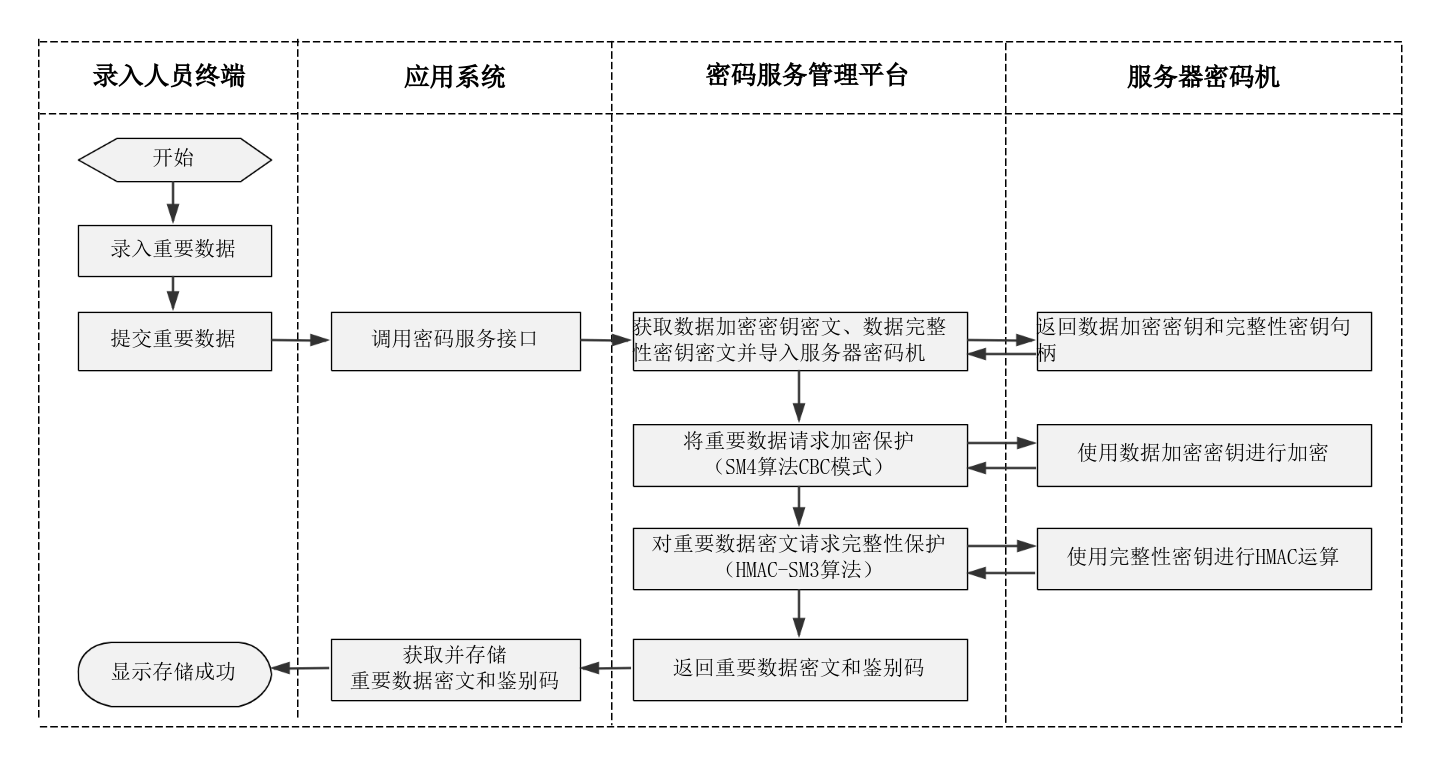 录入人员终端
应用系统
密码服务管理平台
服务器密码机
开始
录入重要数据
提交重要数据
调用密码服务接口
获取数据加密密钥密文、数据完整
性密钥密文并导入服务器密码机
返回数据加密密钥和完整性密钥句
柄
将重要数据请求加密保护
（SM4算法CBC模式）
使用数据加密密钥进行加密
对重要数据密文请求完整性保护
（HMAC-SM3算法）
使用完整性密钥进行HMAC运算
显示存储成功
获取并存储
重要数据密文和鉴别码
返回重要数据密文和鉴别码